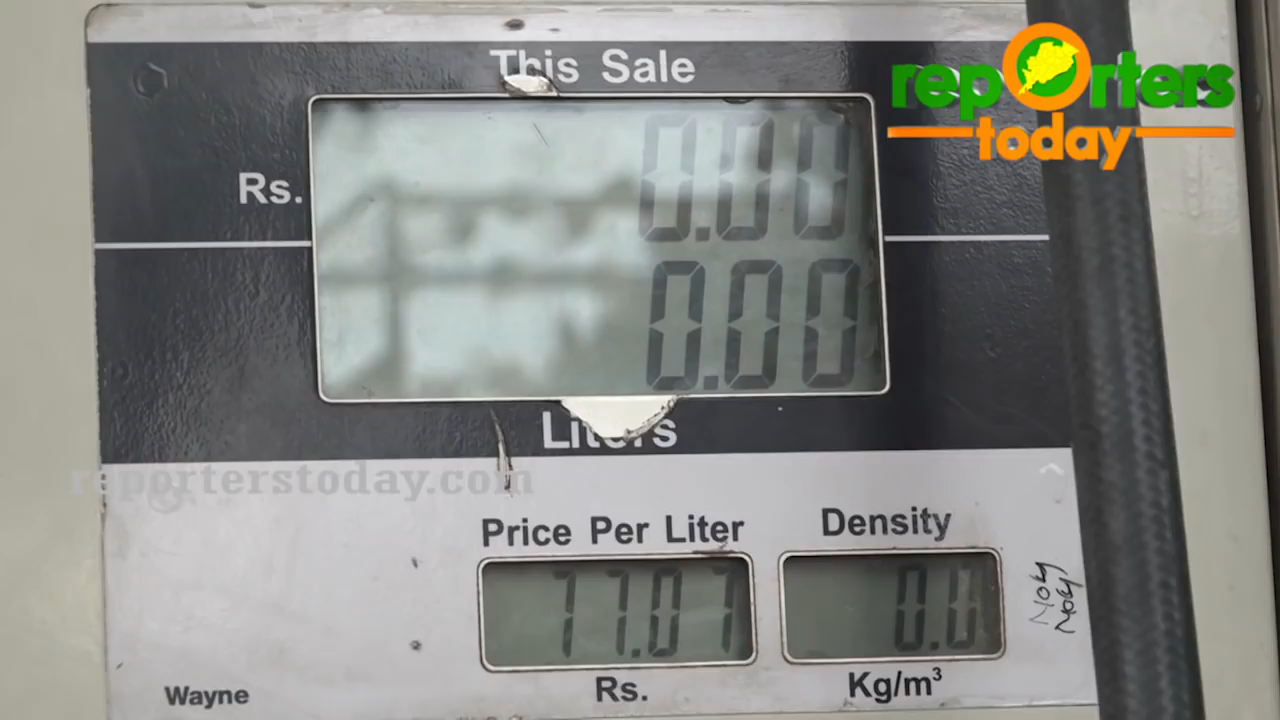 This Sale
reporters
today
Rs.
0.00
0.00
Liters
reporterstoday.com
Price Per Liter
Density
77.07
0.0
Rs.
Kg/m³
Wayne